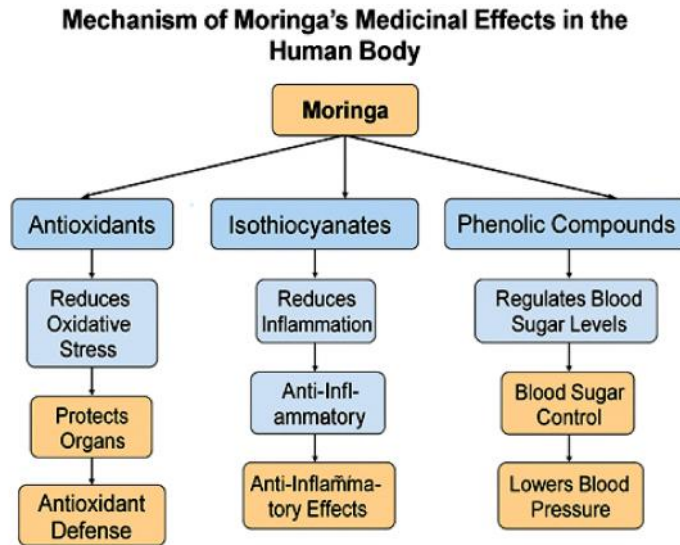 Mechanism of Moringa's Medicinal Effects in the
Human Body
Moringa
Antioxidants
Isothiocyanates
Phenolic Compounds
Reduces
Oxidative
Stress
Reduces
Inflammation
Regulates Blood
Sugar Levels
Protects
Organs
Anti-Infl-
ammatory
Blood Sugar
Control
Antioxidant
Defense
Anti-Inflam̃ma-
tory Effects
Lowers Blood
Pressure